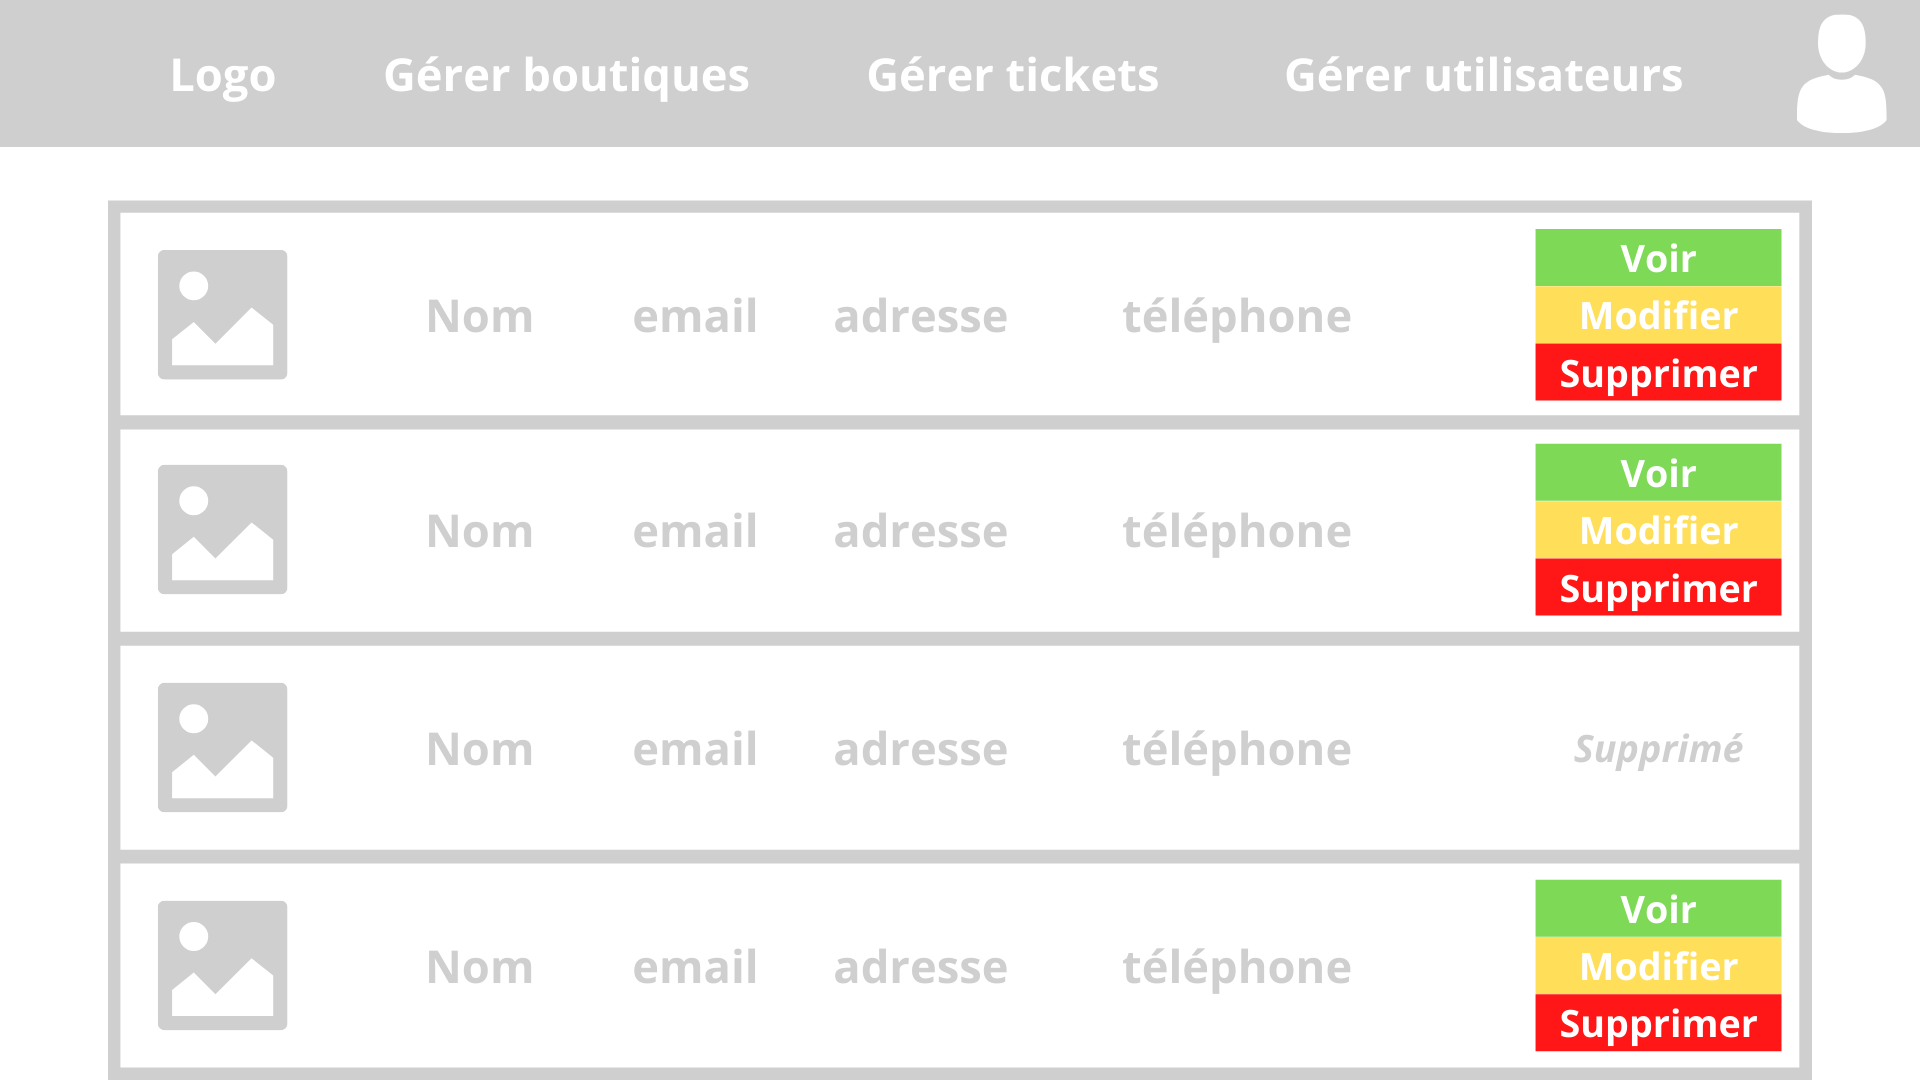 Logo Gérer boutiques Gérer tickets Gérer utilisateurs
Voir
Nom email adresse téléphone Modifier
Supprimer
Voir
Nom email adresse téléphone Modifier
Supprimer
Nom email adresse téléphone Supprimé
Voir
Nom email adresse téléphone Modifier
Supprimer